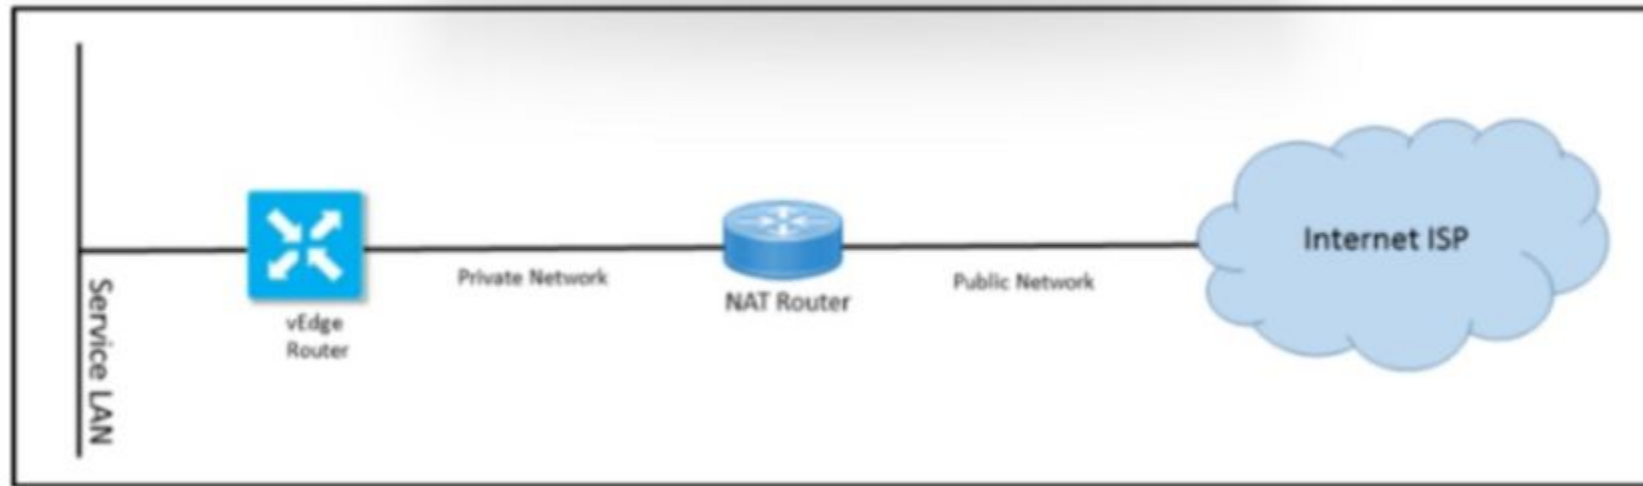 Service LAN
vEdge
Router
Private Network
NAT Router
Public Network
Internet ISP